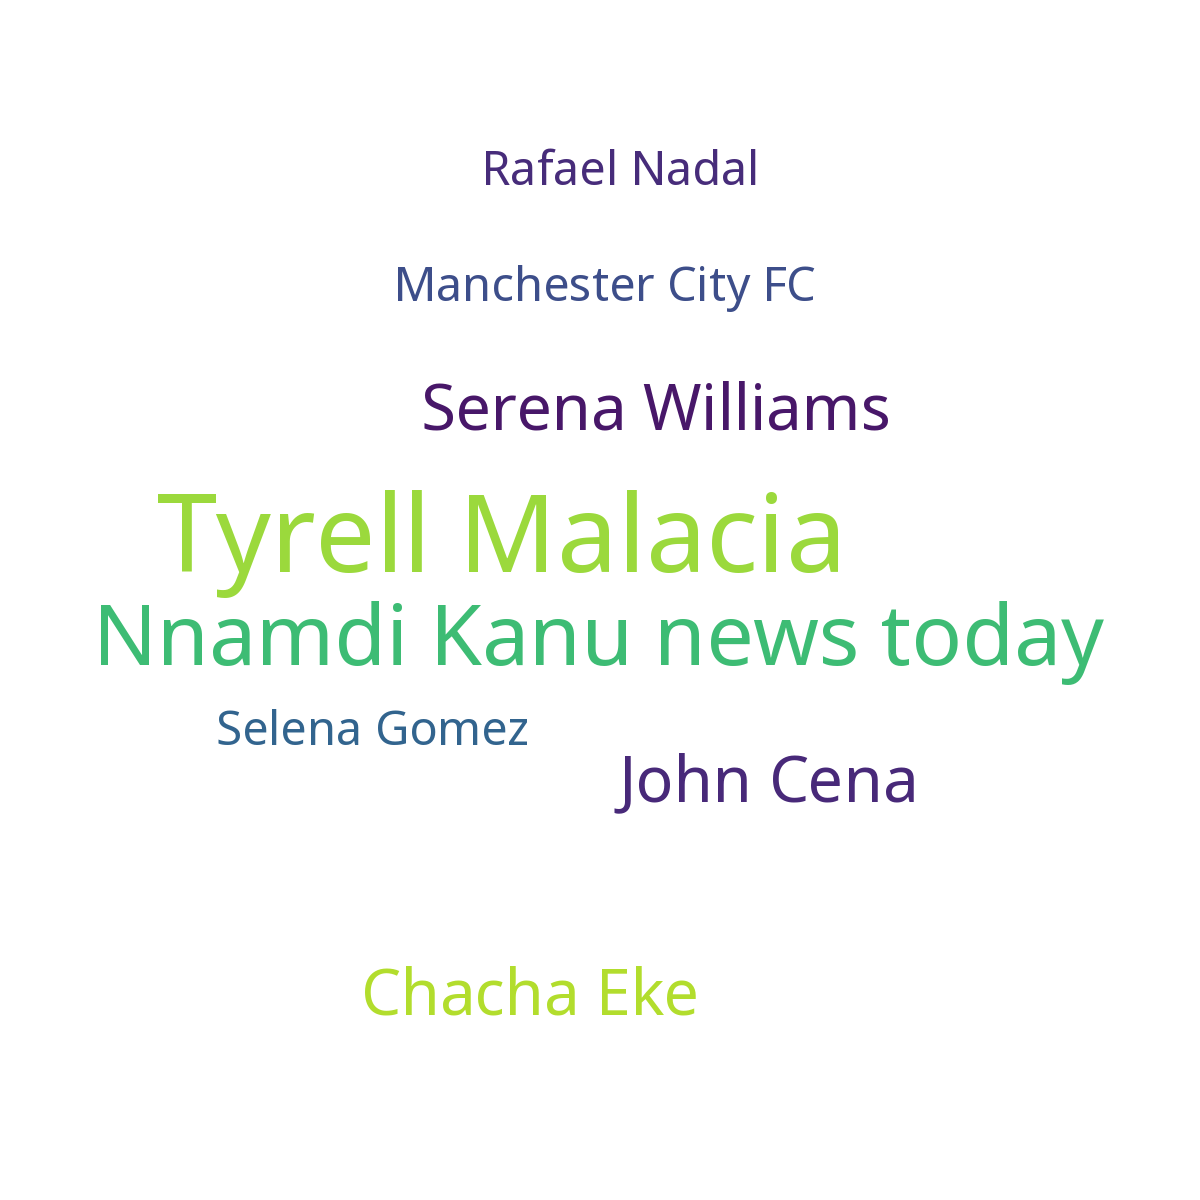 Rafael Nadal
Manchester City FC
Serena Williams
Tyrell Malacia
Nnamdi Kanu news today
Selena Gomez
John Cena
Chacha Eke